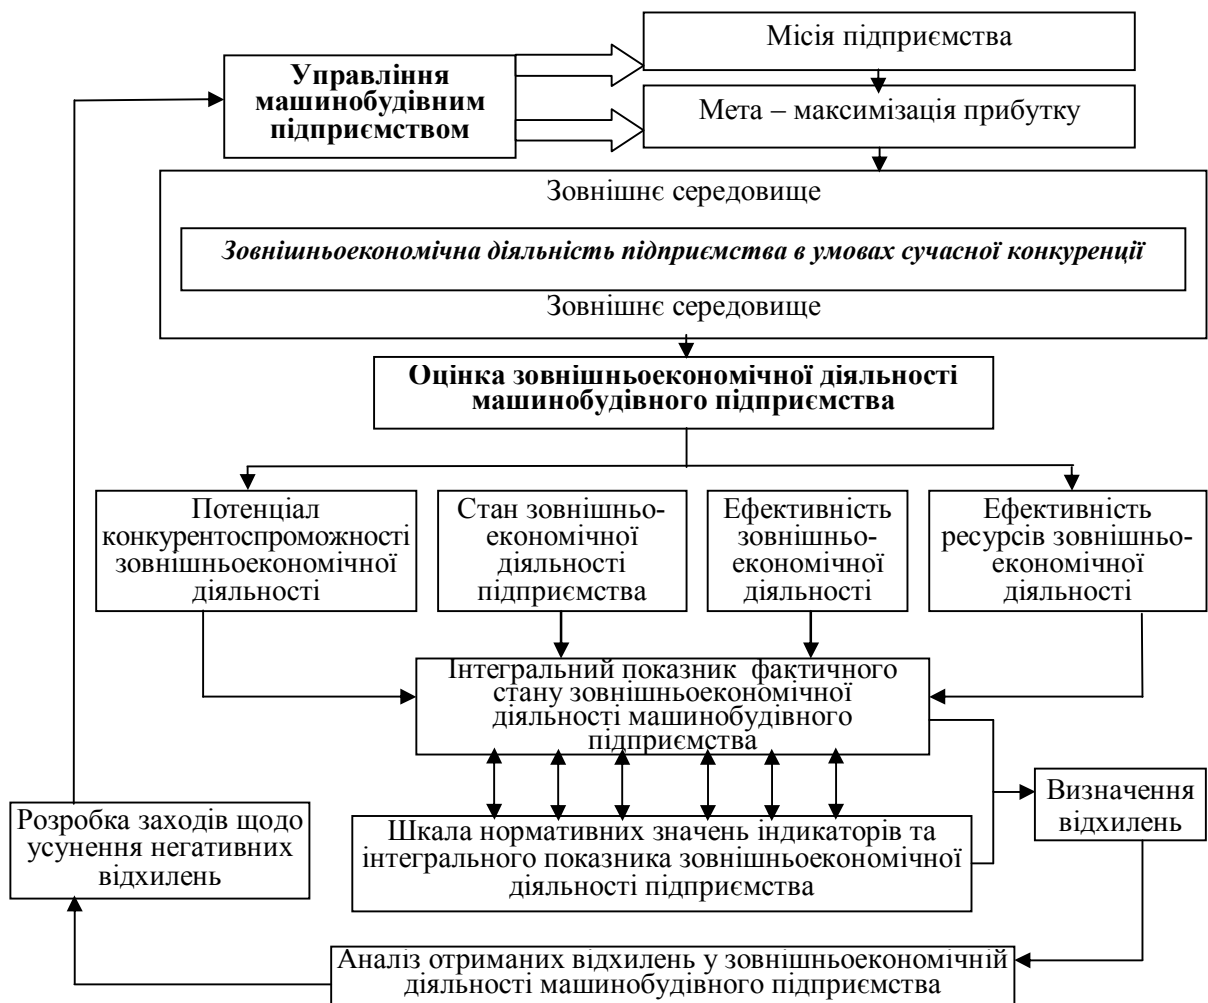 Місія підприємства
Управління
машинобудівним
підприємством
Мета – максимізація прибутку
Зовнішнє середовище
Зовнішньоекономічна діяльність підприємства в умовах сучасної конкуренції
Зовнішнє середовище
Оцінка зовнішньоекономічної діяльності
машинобудівного підприємства
Потенціал
конкурентоспроможності
зовнішньоекономічної
діяльності
Стан зовнішньо-
економічної
діяльності
підприємства
Ефективність
зовнішньо-
економічної
діяльності
Ефективність
ресурсів зовнішньо-
економічної
діяльності
Інтегральний показник фактичного
стану зовнішньоекономічної
діяльності машинобудівного
підприємства
Визначення
відхилень
Розробка заходів щодо
усунення негативних
відхилень
Шкала нормативних значень індикаторів та
інтегрального показника зовнішньоекономічної
діяльності підприємства
Аналіз отриманих відхилень у зовнішньоекономічній
діяльності машинобудівного підприємства